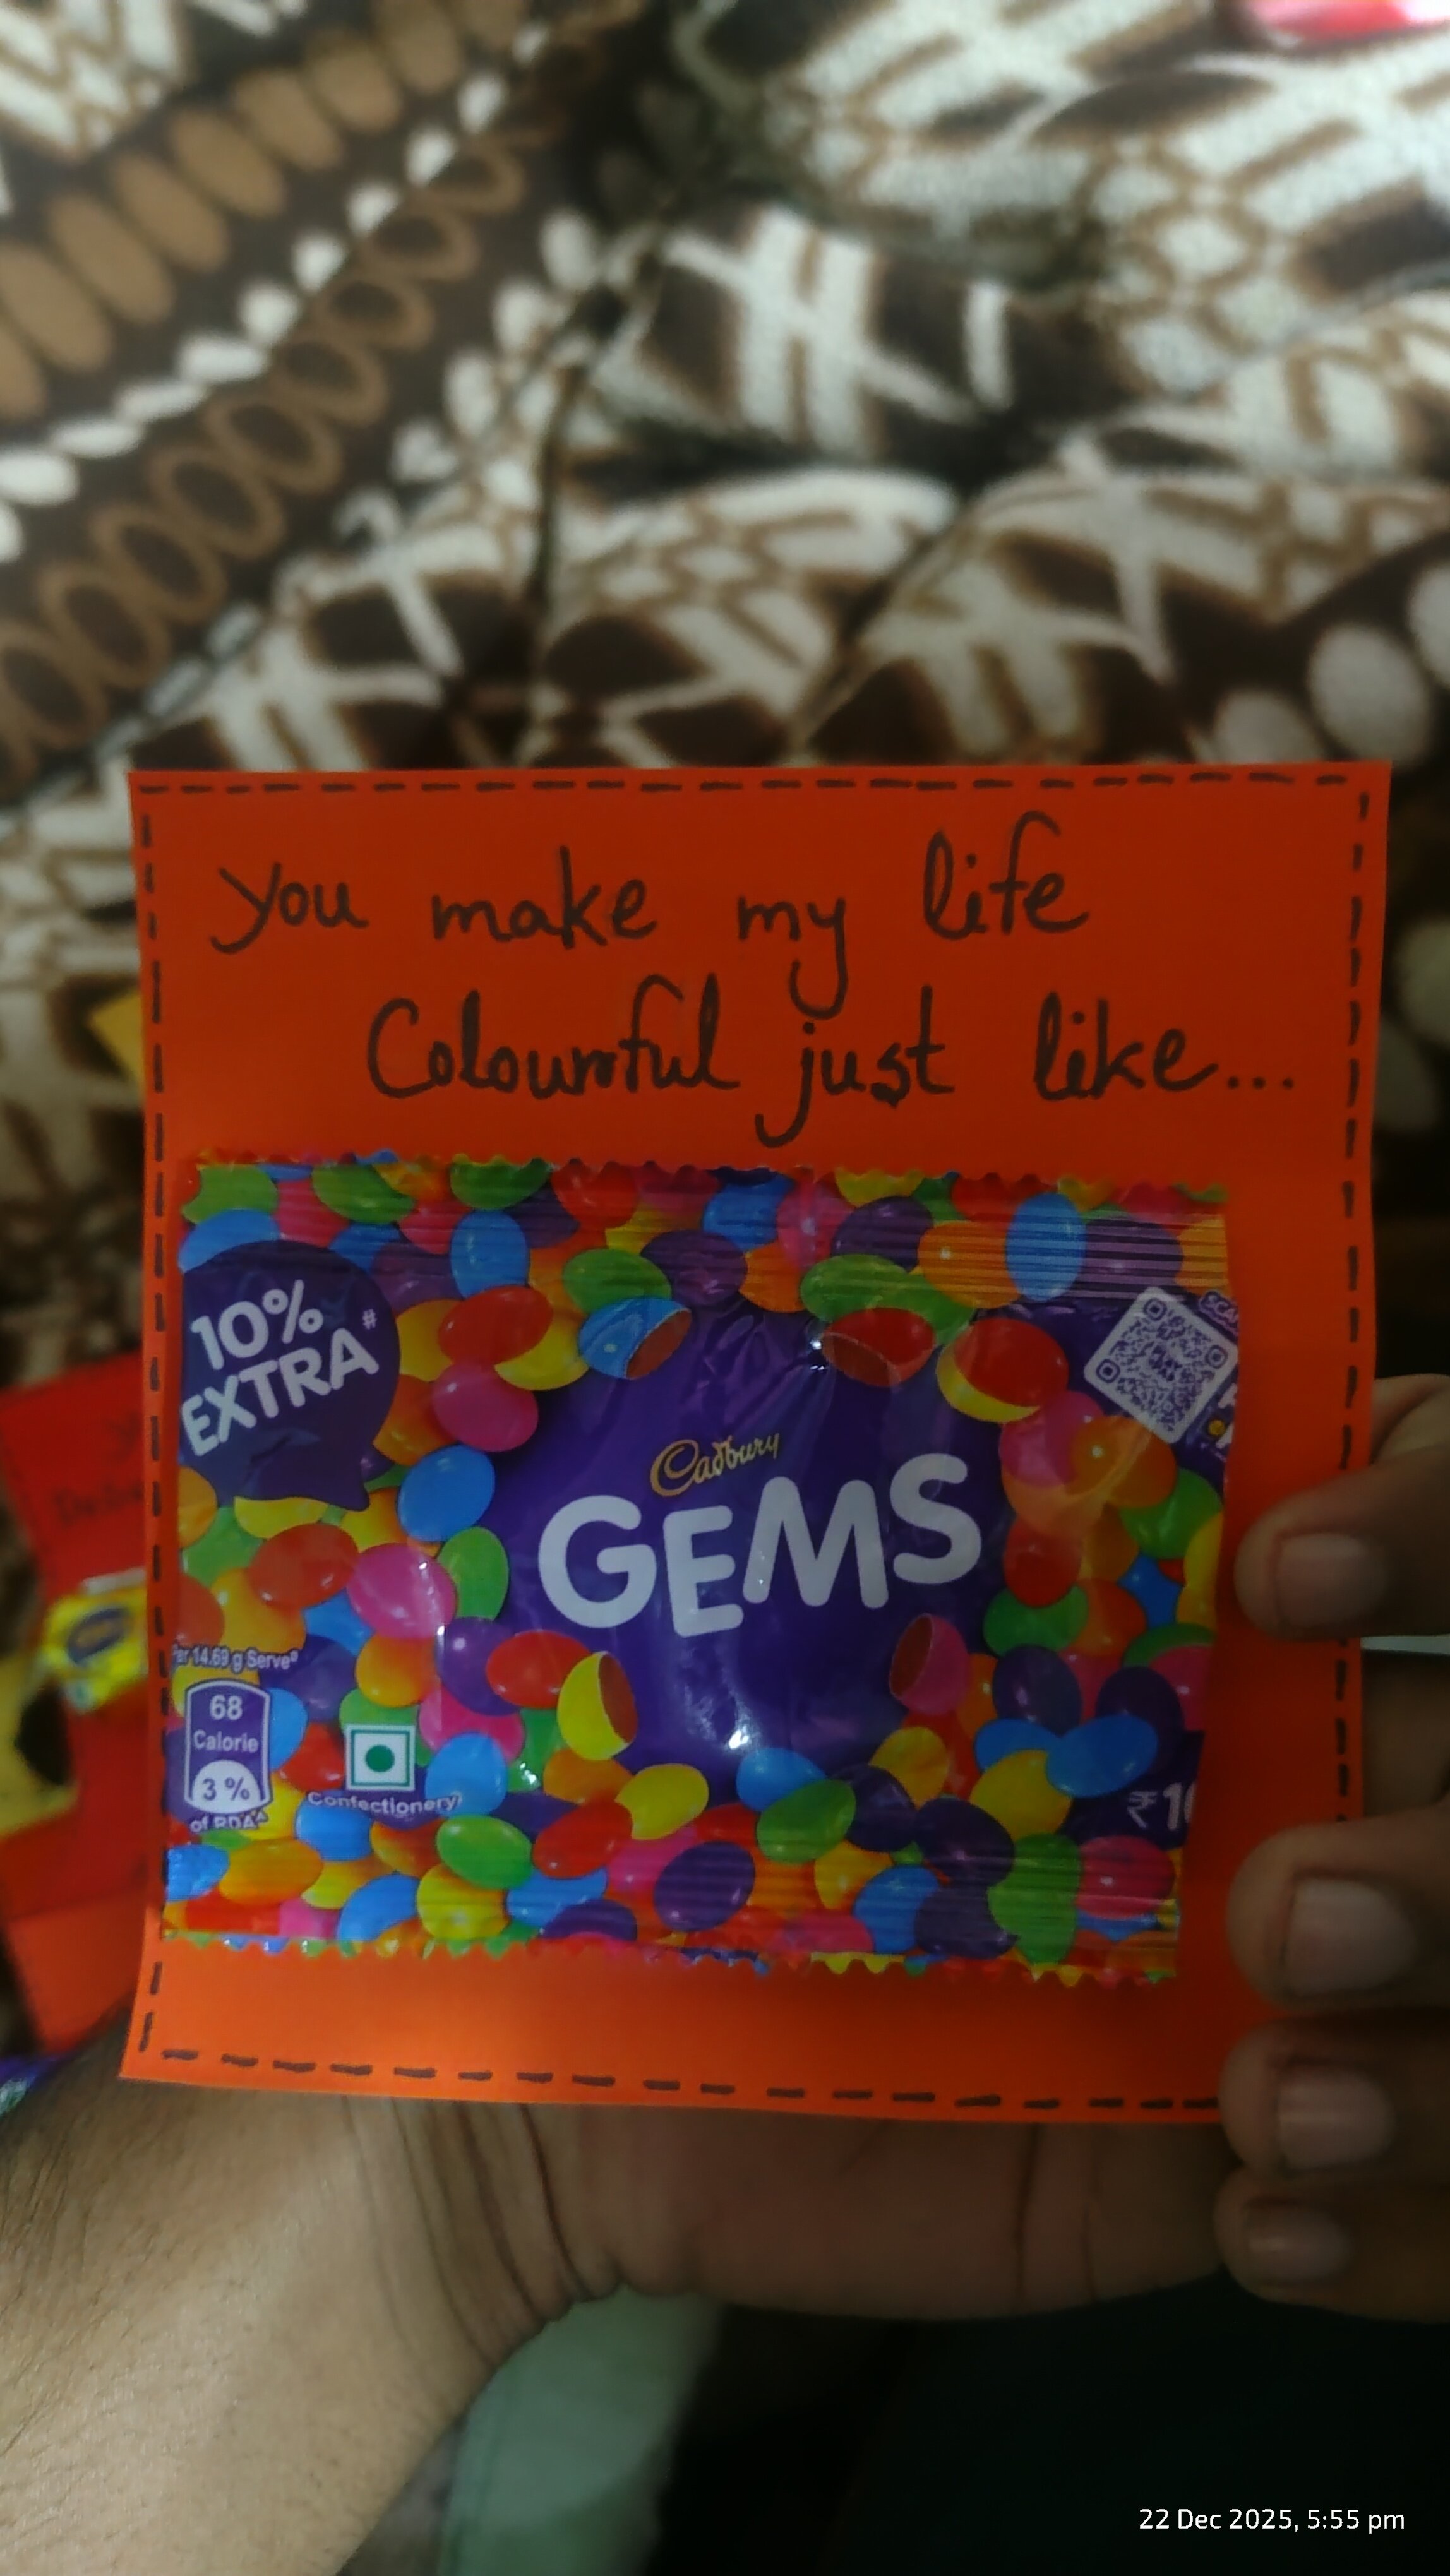 You make my life
Colourful just like...
10%
EXTRA#
Cadbury
GEMS
Per 14.69 g Serve
68
Calorie
3 %
of RDA
Confectionery
22 Dec 2025, 5:55 pm